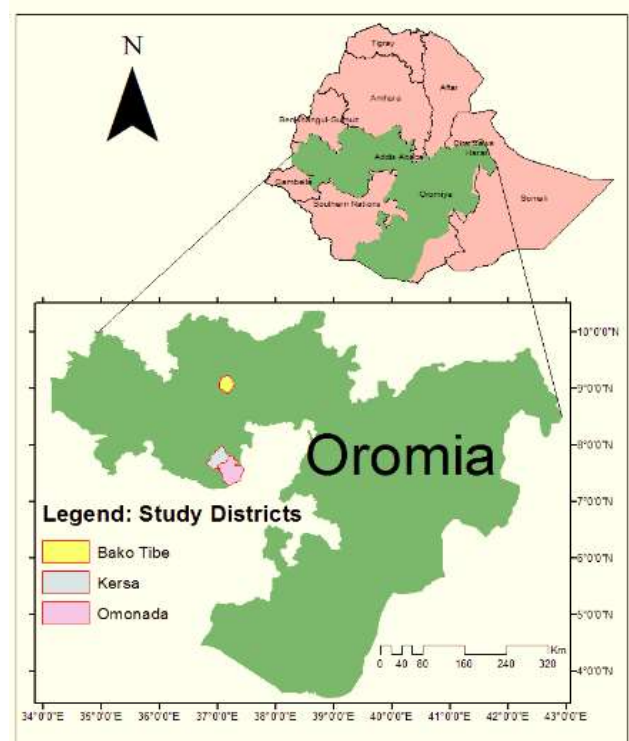 N
Tigray
Afar
Amhara
Benishangul-Gumuz
Dire Dawa
Harari
Addis Ababa
Gambela
Oromiya
Somali
Southern Nations
10°0'0"N
9°0'0"N
8°0'0"N
Oromia
7°0'0"N
Legend: Study Districts
Bako Tibe
6°0'0"N
Kersa
Omonada
5°0'0"N
Km
0 20 40 80 160 240 320
4°0'0"N
34°0'0"E 35°0'0"E 36°0'0"E 37°0'0"E 38°0'0"E 39°0'0"E 40°0'0"E 41°0'0"E 42°0'0"E 43°0'0"E